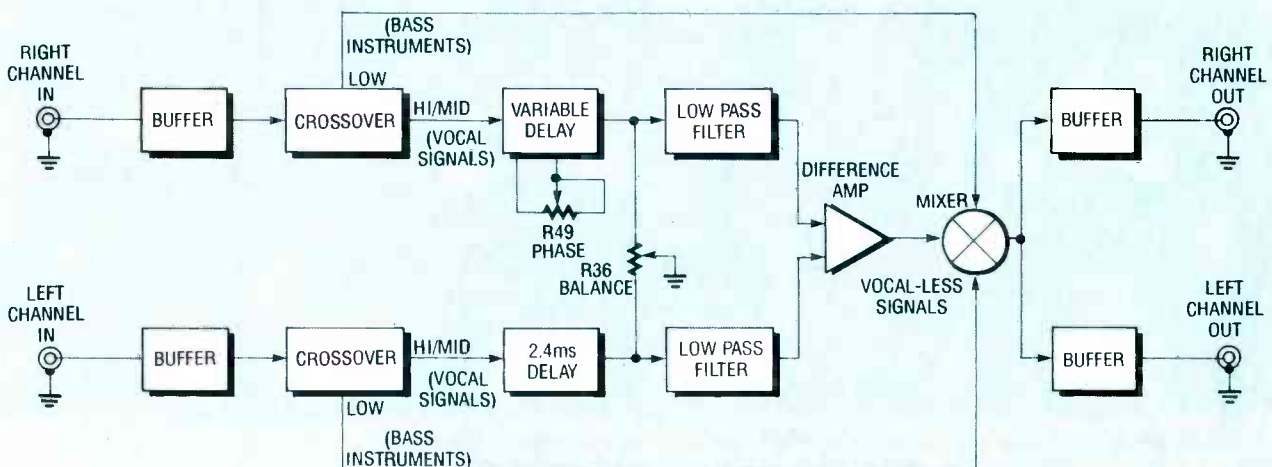 (BASS
INSTRUMENTS)
RIGHT
CHANNEL
IN
RIGHT
CHANNEL
OUT
LOW
BUFFER
CROSSOVER
HI/MID
(VOCAL
SIGNALS)
VARIABLE
DELAY
LOW PASS
FILTER
BUFFER
DIFFERENCE
AMP
MIXER
R49
PHASE
R36
BALANCE
VOCAL-LESS
SIGNALS
LEFT
CHANNEL
IN
LEFT
CHANNEL
OUT
BUFFER
CROSSOVER
HI/MID
(VOCAL
SIGNALS)
2.4ms
DELAY
LOW PASS
FILTER
BUFFER
LOW
(BASS
INSTRUMENTS)